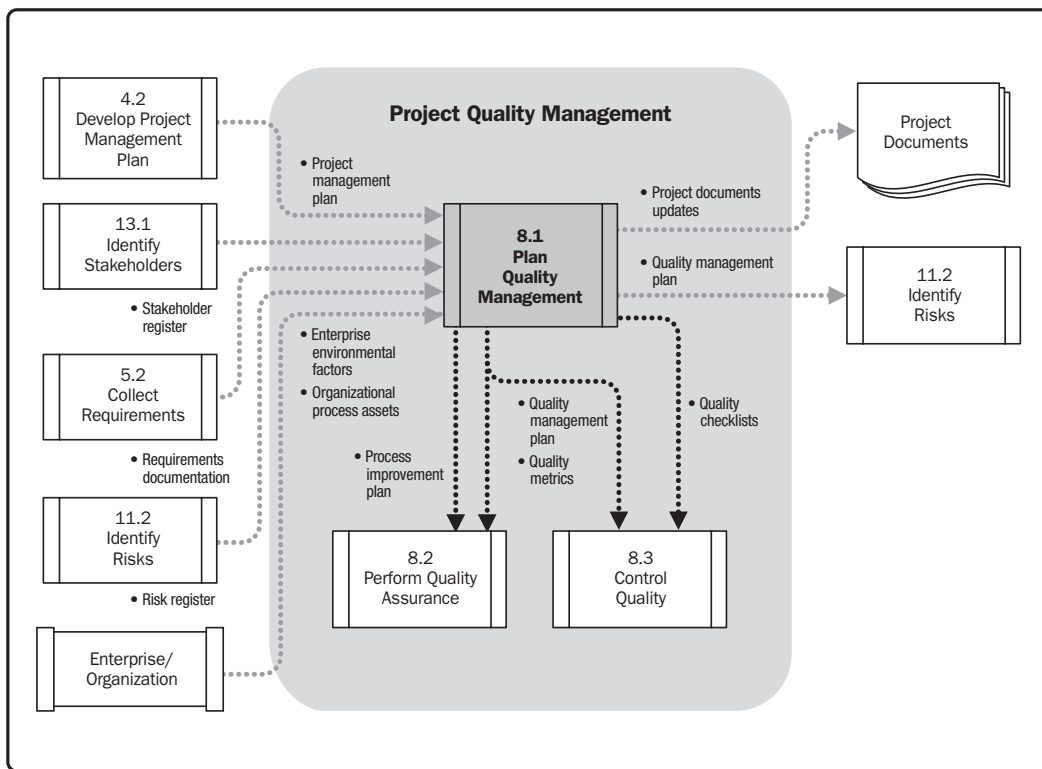 Project Quality Management
4.2
Develop Project
Management
Plan
• Project
management
plan
13.1
Identify
Stakeholders
• Stakeholder
register
5.2
Collect
Requirements
• Requirements
documentation
11.2
Identify
Risks
• Risk register
Enterprise/
Organization
• Enterprise
environmental
factors
• Organizational
process assets
8.1
Plan
Quality
Management
• Project documents
updates
Project
Documents
• Quality management
plan
11.2
Identify
Risks
• Process
improvement
plan
• Quality
management
plan
• Quality
metrics
• Quality
checklists
8.2
Perform Quality
Assurance
8.3
Control
Quality